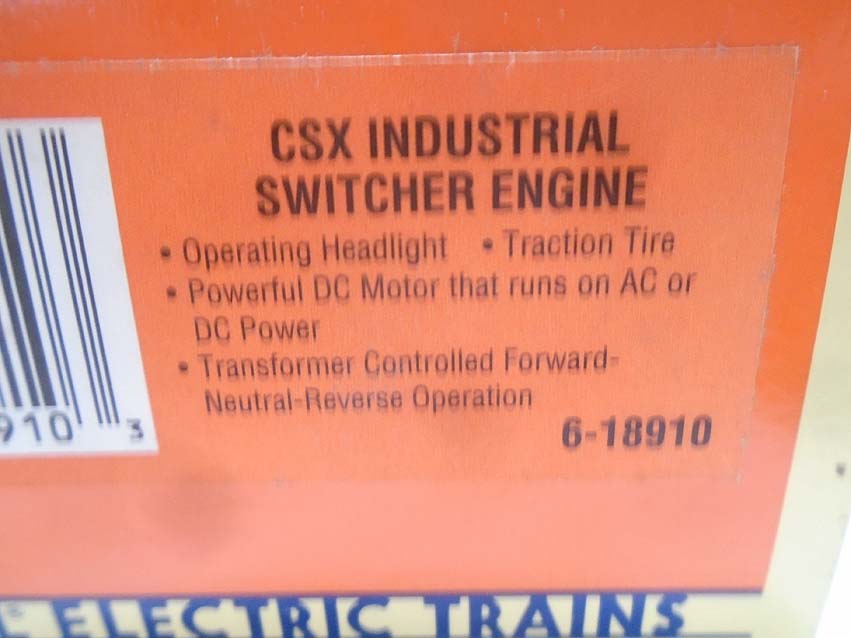 CSX INDUSTRIAL
SWITCHER ENGINE
• Operating Headlight • Traction Tire
• Powerful DC Motor that runs on AC or
DC Power
• Transformer Controlled Forward-
Neutral-Reverse Operation
6-18910
910 3
ELECTRIC TRAINS